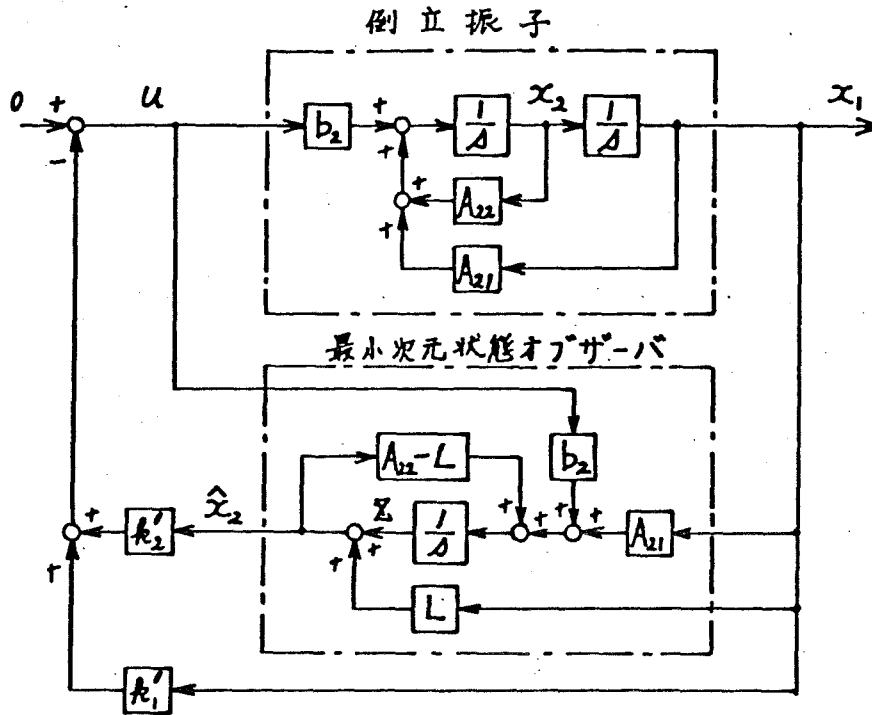 倒立振子
0 + u b₂ + 1/s x₂ 1/s x₁
-
+
+ A₂₂
+
A₂₁
最小次元状態オブザーバ
A₂₂-L b₂
x̂₂ z + + +
+ k₂′ + 1/s + A₂₁
+ + L
k₁′